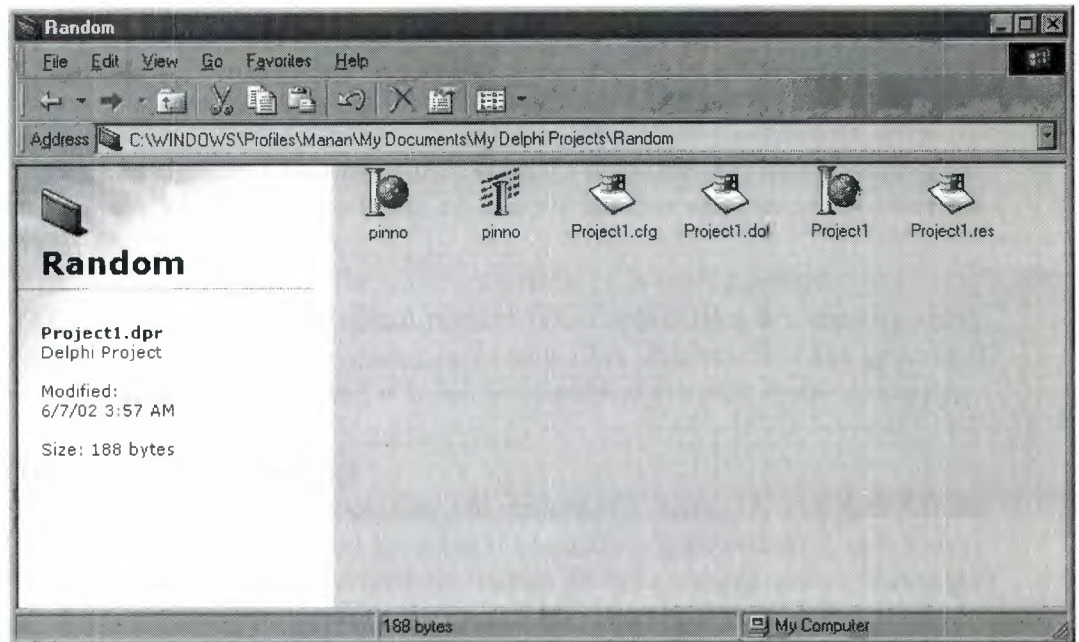 Random
File Edit View Go Favorites Help
Address C:\WINDOWS\Profiles\Manan\My Documents\My Delphi Projects\Random
pinno pinno Project1.cfg Project1.dof Project1 Project1.res
Random
Project1.dpr
Delphi Project
Modified:
6/7/02 3:57 AM
Size: 188 bytes
188 bytes My Computer